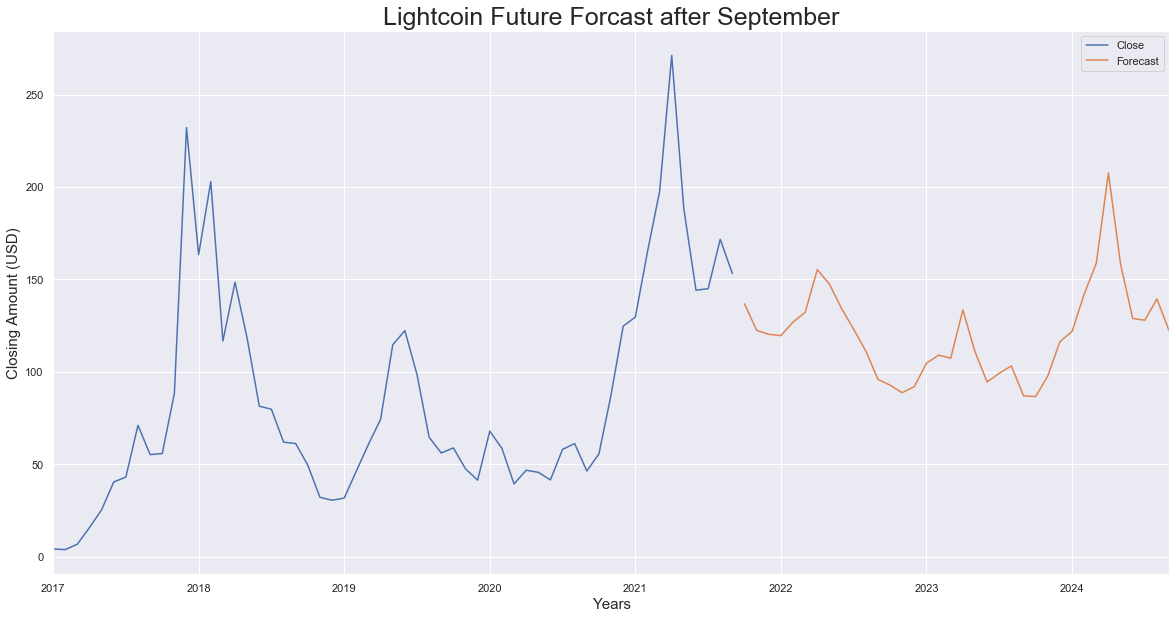 Lightcoin Future Forcast after September
Close
Forecast
Closing Amount (USD)
250
200
150
100
50
0
2017 2018 2019 2020 2021 2022 2023 2024
Years